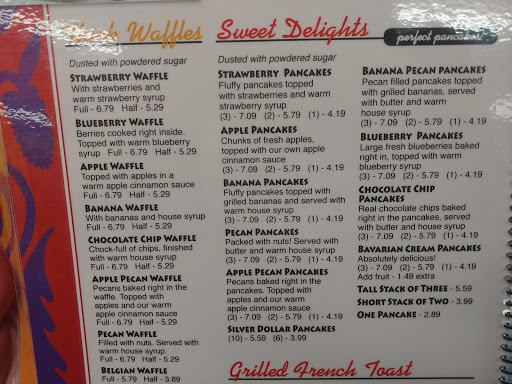 Waffles
Dusted with powdered sugar
Strawberry Waffle
With strawberries and
warm strawberry syrup
Full - 6.79 Half - 5.29
Blueberry Waffle
Berries cooked right inside.
Topped with warm blueberry
syrup Full - 6.79 Half - 5.29
Apple Waffle
Topped with apples in a
warm apple cinnamon sauce
Full - 6.79 Half - 5.29
Banana Waffle
With bananas and house syrup
Full - 6.79 Half - 5.29
Chocolate Chip Waffle
Chock-full of chips, finished
with warm house syrup
Full - 6.79 Half - 5.29
Apple Pecan Waffle
Pecans baked right in the
waffle. Topped with
apples and our warm
apple cinnamon sauce
Full - 6.79 Half - 5.29
Pecan Waffle
Filled with nuts. Served with
warm house syrup.
Full - 6.79 Half - 5.29
Belgian Waffle
Full - 5.79 Half - 3.89
Sweet Delights
perfect pancakes
Dusted with powdered sugar
Strawberry Pancakes
Fluffy pancakes topped
with strawberries and warm
strawberry syrup
(3) - 7.09 (2) - 5.79 (1) - 4.19
Apple Pancakes
Chunks of fresh apples,
topped with our own apple
cinnamon sauce
(3) - 7.09 (2) - 5.79 (1) - 4.19
Banana Pancakes
Fluffy pancakes topped with
grilled bananas and served with
warm house syrup
(3) - 7.09 (2) - 5.79 (1) - 4.19
Pecan Pancakes
Packed with nuts! Served with
butter and warm house syrup
(3) - 7.09 (2) - 5.79 (1) - 4.19
Apple Pecan Pancakes
Pecans baked right in the
pancakes. Topped with
apples and our warm
apple cinnamon sauce
(3) - 7.09 (2) - 5.79 (1) - 4.19
Silver Dollar Pancakes
(10) - 5.59 (6) - 3.99
Banana Pecan Pancakes
Pecan filled pancakes topped
with grilled bananas, served
with butter and warm
house syrup
(3) - 7.09 (2) - 5.79 (1) - 4.19
Blueberry Pancakes
Large fresh blueberries baked
right in, topped with warm
blueberry syrup
(3) - 7.09 (2) - 5.79 (1) - 4.19
Chocolate Chip
Pancakes
Real chocolate chips baked
right in the pancakes, served
with butter and house syrup
(3) - 7.09 (2) - 5.79 (1) - 4.19
Bavarian Cream Pancakes
Absolutely delicious!
(3) - 7.09 (2) - 5.79 (1) - 4.19
Add fruit - 1.49 extra
Tall Stack of Three - 5.59
Short Stack of Two - 3.99
One Pancake - 2.89
Grilled French Toast